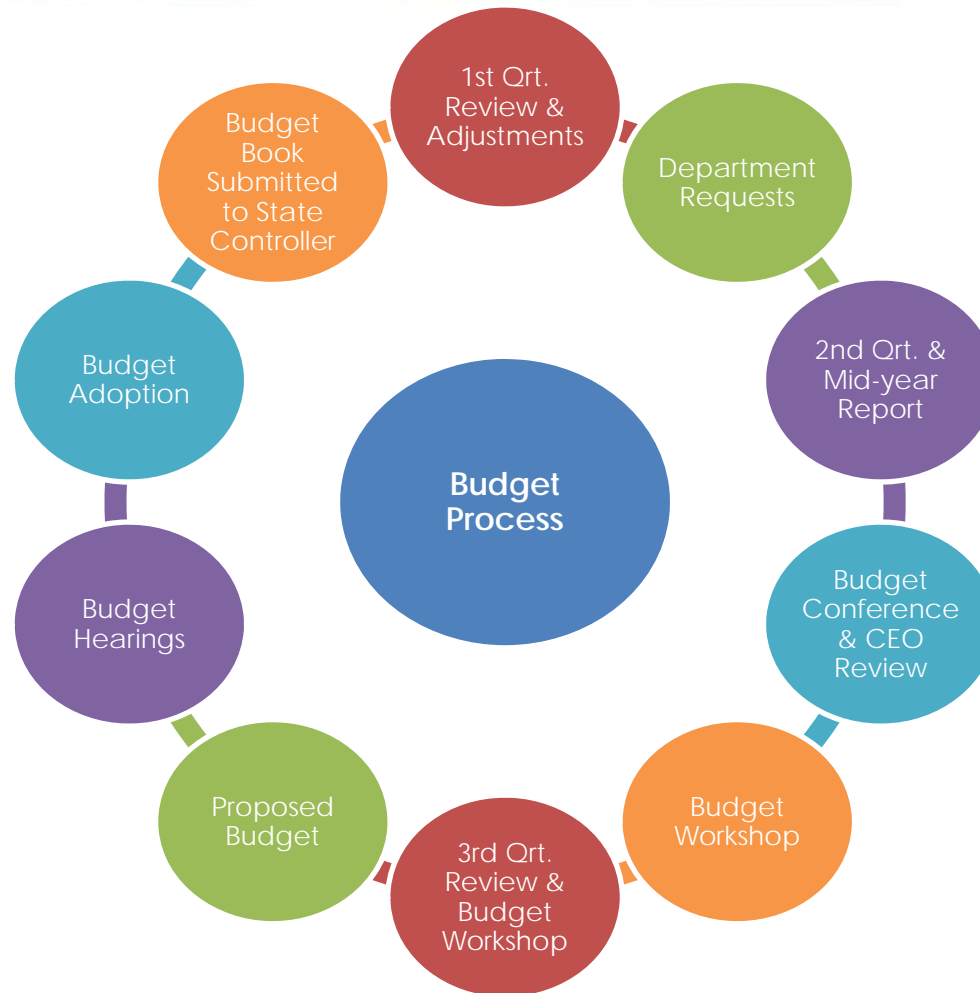 1st Qrt.
Review &
Adjustments
Department
Requests
2nd Qrt. &
Mid-year
Report
Budget
Conference
& CEO
Review
Budget
Workshop
3rd Qrt.
Review &
Budget
Workshop
Proposed
Budget
Budget
Hearings
Budget
Adoption
Budget
Book
Submitted
to State
Controller
Budget
Process